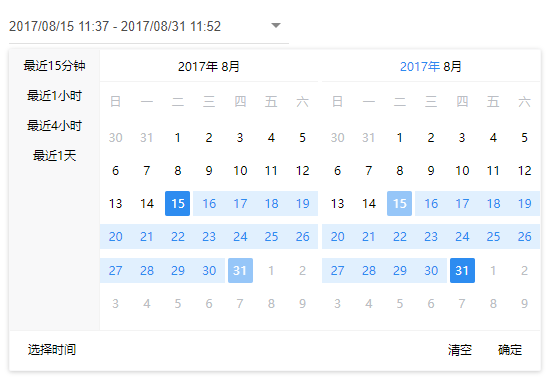 2017/08/15 11:37 - 2017/08/31 11:52
最近15分钟
最近1小时
最近4小时
最近1天
2017年 8月
日 一 二 三 四 五 六
30 31 1 2 3 4 5
6 7 8 9 10 11 12
13 14 15 16 17 18 19
20 21 22 23 24 25 26
27 28 29 30 31 1 2
3 4 5 6 7 8 9
2017年 8月
日 一 二 三 四 五 六
30 31 1 2 3 4 5
6 7 8 9 10 11 12
13 14 15 16 17 18 19
20 21 22 23 24 25 26
27 28 29 30 31 1 2
3 4 5 6 7 8 9
选择时间
清空
确定